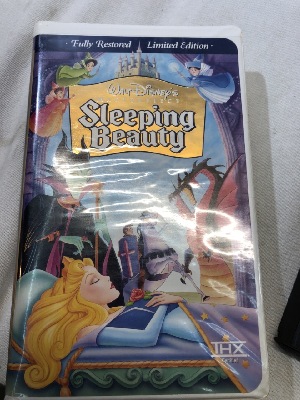 · Fully Restored Limited Edition ·
WALT DISNEY'S
Sleeping
Beauty
THX